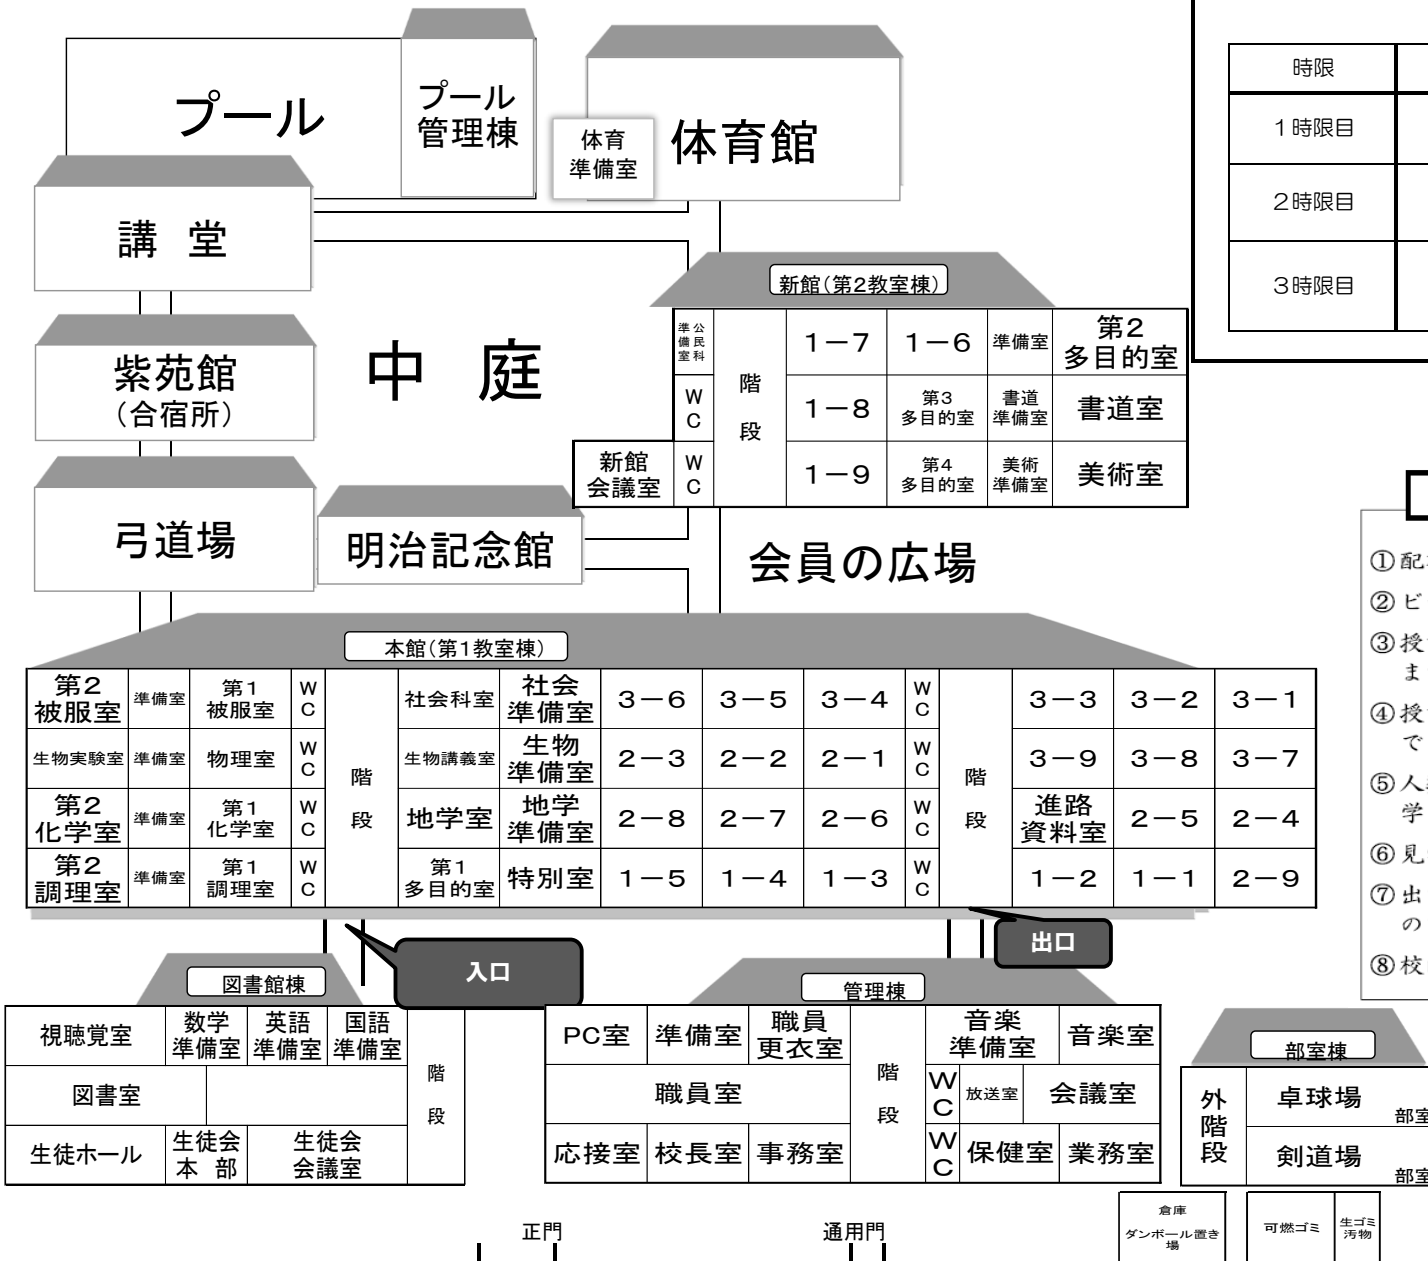 プール
プール
管理棟
体育
準備室
体育館
講 堂
紫苑館
（合宿所）
弓道場
中 庭
明治記念館
会員の広場
新館（第2教室棟）
公民科
準備室
階段
1－7
1－6
準備室
第2
多目的室
WC
1－8
第3
多目的室
書道
準備室
書道室
新館
会議室
WC
1－9
第4
多目的室
美術
準備室
美術室
本館（第1教室棟）
第2
被服室
準備室
第1
被服室
WC
階段
社会科室
社会
準備室
3－6
3－5
3－4
WC
階段
3－3
3－2
3－1
生物実験室
準備室
物理室
WC
生物講義室
生物
準備室
2－3
2－2
2－1
WC
3－9
3－8
3－7
第2
化学室
準備室
第1
化学室
WC
地学室
地学
準備室
2－8
2－7
2－6
WC
進路
資料室
2－5
2－4
第2
調理室
準備室
第1
調理室
WC
第1
多目的室
特別室
1－5
1－4
1－3
WC
1－2
1－1
2－9
入口
出口
図書館棟
視聴覚室
数学
準備室
英語
準備室
国語
準備室
階段
図書室
生徒ホール
生徒会
本 部
生徒会
会議室
管理棟
PC室
準備室
職員
更衣室
階段
音楽
準備室
音楽室
職員室
WC
放送室
会議室
応接室
校長室
事務室
WC
保健室
業務室
部室棟
外階段
卓球場
部室
剣道場
部室
倉庫
ダンボール置き
場
可燃ゴミ
生ゴミ
汚物
正門
通用門
時限
1時限目
2時限目
3時限目
①配
②ビ
③授
ま
④授
で
⑤人
学
⑥見
⑦出
の
⑧校